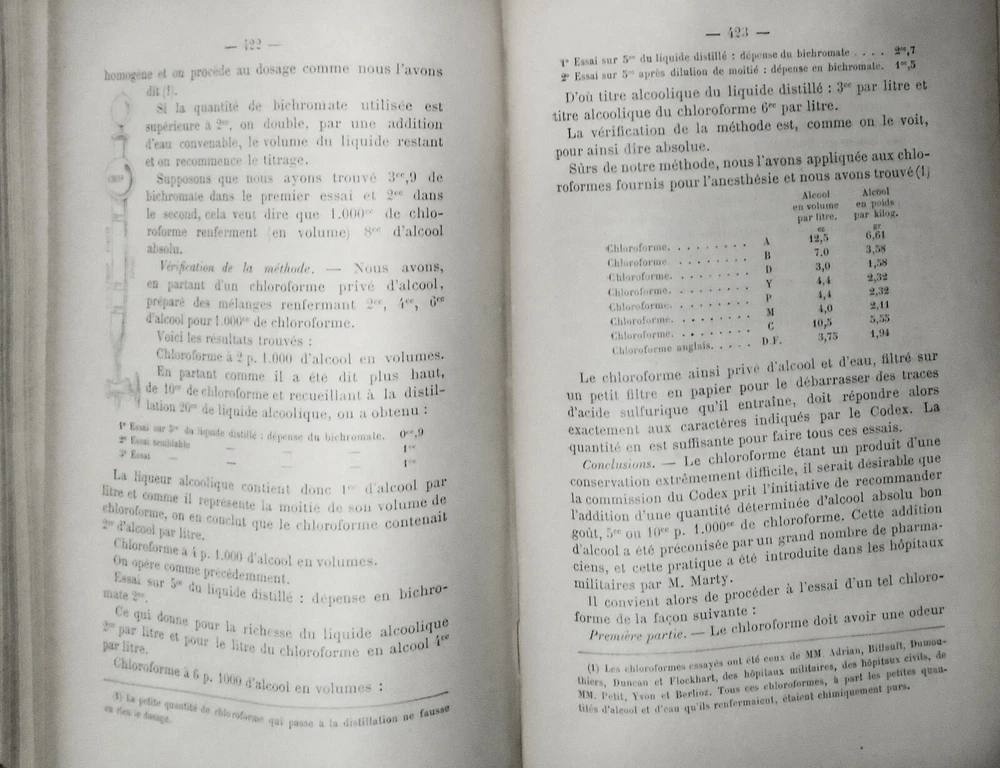 — 422 —
homogène et on procède au dosage comme nous l'avons
dit (1).
Si la quantité de bichromate utilisée est
supérieure à 2cc, on double, par une addition
d'eau convenable, le volume du liquide restant
et on recommence le titrage.
Supposons que nous ayons trouvé 3cc,9 de
bichromate dans le premier essai et 2cc dans
le second, cela veut dire que 1.000cc de chlo-
roforme renferment (en volume) 8cc d'alcool
absolu.
Vérification de la méthode. — Nous avons,
en partant d'un chloroforme privé d'alcool,
préparé des mélanges renfermant 2cc, 4cc, 6cc
d'alcool pour 1.000cc de chloroforme.
Voici les résultats trouvés :
Chloroforme à 2 p. 1.000 d'alcool en volumes.
En partant comme il a été dit plus haut,
de 10cc de chloroforme et recueillant à la distil-
lation 20cc de liquide alcoolique, on a obtenu :
1° Essai sur 5cc du liquide distillé : dépense du bichromate. 0cc,9
2° Essai semblable — — 1cc
3° Essai — — — 1cc
La liqueur alcoolique contient donc 1cc d'alcool par
litre et comme il représente la moitié de son volume de
chloroforme, on en conclut que le chloroforme contenait
2cc d'alcool par litre.
Chloroforme à 4 p. 1.000 d'alcool en volumes.
On opère comme précédemment.
Essai sur 5cc du liquide distillé : dépense en bichro-
mate 2cc.
Ce qui donne pour la richesse du liquide alcoolique
2cc par litre et pour le litre du chloroforme en alcool 4cc
par litre.
Chloroforme à 6 p. 1000 d'alcool en volumes :
(1) La petite quantité de chloroforme qui passe à la distillation ne fausse
en rien le dosage.
— 423 —
1° Essai sur 5cc du liquide distillé : dépense du bichromate . . . . 2cc,7
2° Essai sur 5cc après dilution de moitié : dépense en bichromate. 1cc,5
D'où titre alcoolique du liquide distillé : 3cc par litre et
titre alcoolique du chloroforme 6cc par litre.
La vérification de la méthode est, comme on le voit,
pour ainsi dire absolue.
Sûrs de notre méthode, nous l'avons appliquée aux chlo-
roformes fournis pour l'anesthésie et nous avons trouvé (1)
Alcool en volume par litre. Alcool en poids par kilog.
cc gr
Chloroforme. . . . . . . . . A 12,5 6,61
Chloroforme. . . . . . . . . B 7,0 3,58
Chloroforme. . . . . . . . . D 3,0 1,58
Chloroforme. . . . . . . . . Y 4,4 2,32
Chloroforme. . . . . . . . . P 4,4 2,32
Chloroforme. . . . . . . . . M 4,0 2,11
Chloroforme. . . . . . . . . C 10,5 5,55
Chloroforme anglais. . . . . D.F. 3,75 1,94
Le chloroforme ainsi privé d'alcool et d'eau, filtré sur
un petit filtre en papier pour le débarrasser des traces
d'acide sulfurique qu'il entraîne, doit répondre alors
exactement aux caractères indiqués par le Codex. La
quantité en est suffisante pour faire tous ces essais.
Conclusions. — Le chloroforme étant un produit d'une
conservation extrêmement difficile, il serait désirable que
la commission du Codex prit l'initiative de recommander
l'addition d'une quantité déterminée d'alcool absolu bon
goût, 5cc ou 10cc p. 1.000cc de chloroforme. Cette addition
d'alcool a été préconisée par un grand nombre de pharma-
ciens, et cette pratique a été introduite dans les hôpitaux
militaires par M. Marty.
Il convient alors de procéder à l'essai d'un tel chloro-
forme de la façon suivante :
Première partie. — Le chloroforme doit avoir une odeur
(1) Les chloroformes essayés ont été ceux de MM. Adrian, Billault, Dumou-
thiers, Duncan et Flockhart, des hôpitaux militaires, des hôpitaux civils, de
MM. Petit, Yvon et Berlioz. Tous ces chloroformes, à part les petites quan-
tités d'alcool et d'eau qu'ils renfermaient, étaient chimiquement purs.